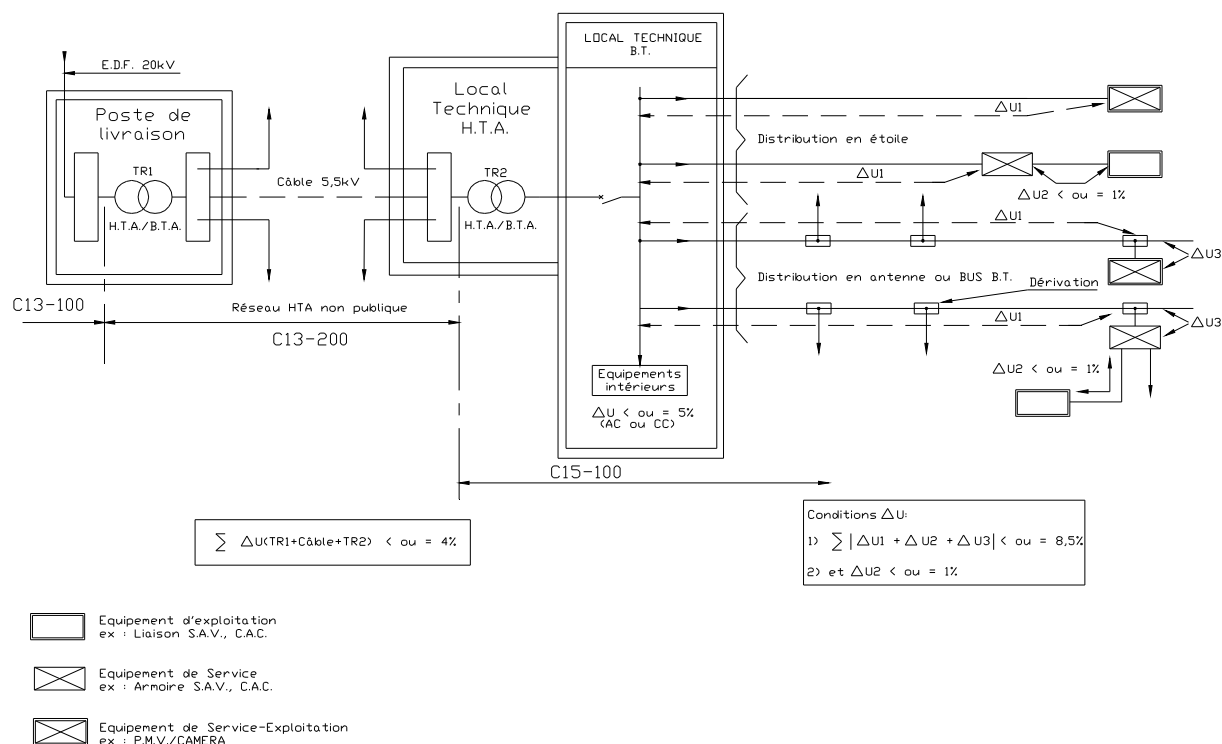 LOCAL TECHNIQUE
B.T.
E.D.F. 20kV
Poste de
livraison
Local
Technique
H.T.A.
TR1
H.T.A./B.T.A.
Câble 5,5kV
TR2
H.T.A./B.T.A.
△U1
Distribution en étoile
△U1
△U2 < ou = 1%
△U1
△U3
Distribution en antenne ou BUS B.T.
Dérivation
△U1
△U3
△U2 < ou = 1%
C13-100
Réseau HTA non publique
C13-200
Equipements
intérieurs
△U < ou = 5%
(AC ou CC)
C15-100
∑ △U(TR1+Câble+TR2) < ou = 4%
Conditions △U:
1) ∑ |△U1 + △U2 + △U3| < ou = 8,5%
2) et △U2 < ou = 1%
Equipement d'exploitation
ex : Liaison S.A.V., C.A.C.
Equipement de Service
ex : Armoire S.A.V., C.A.C.
Equipement de Service-Exploitation
ex : P.M.V./CAMERA